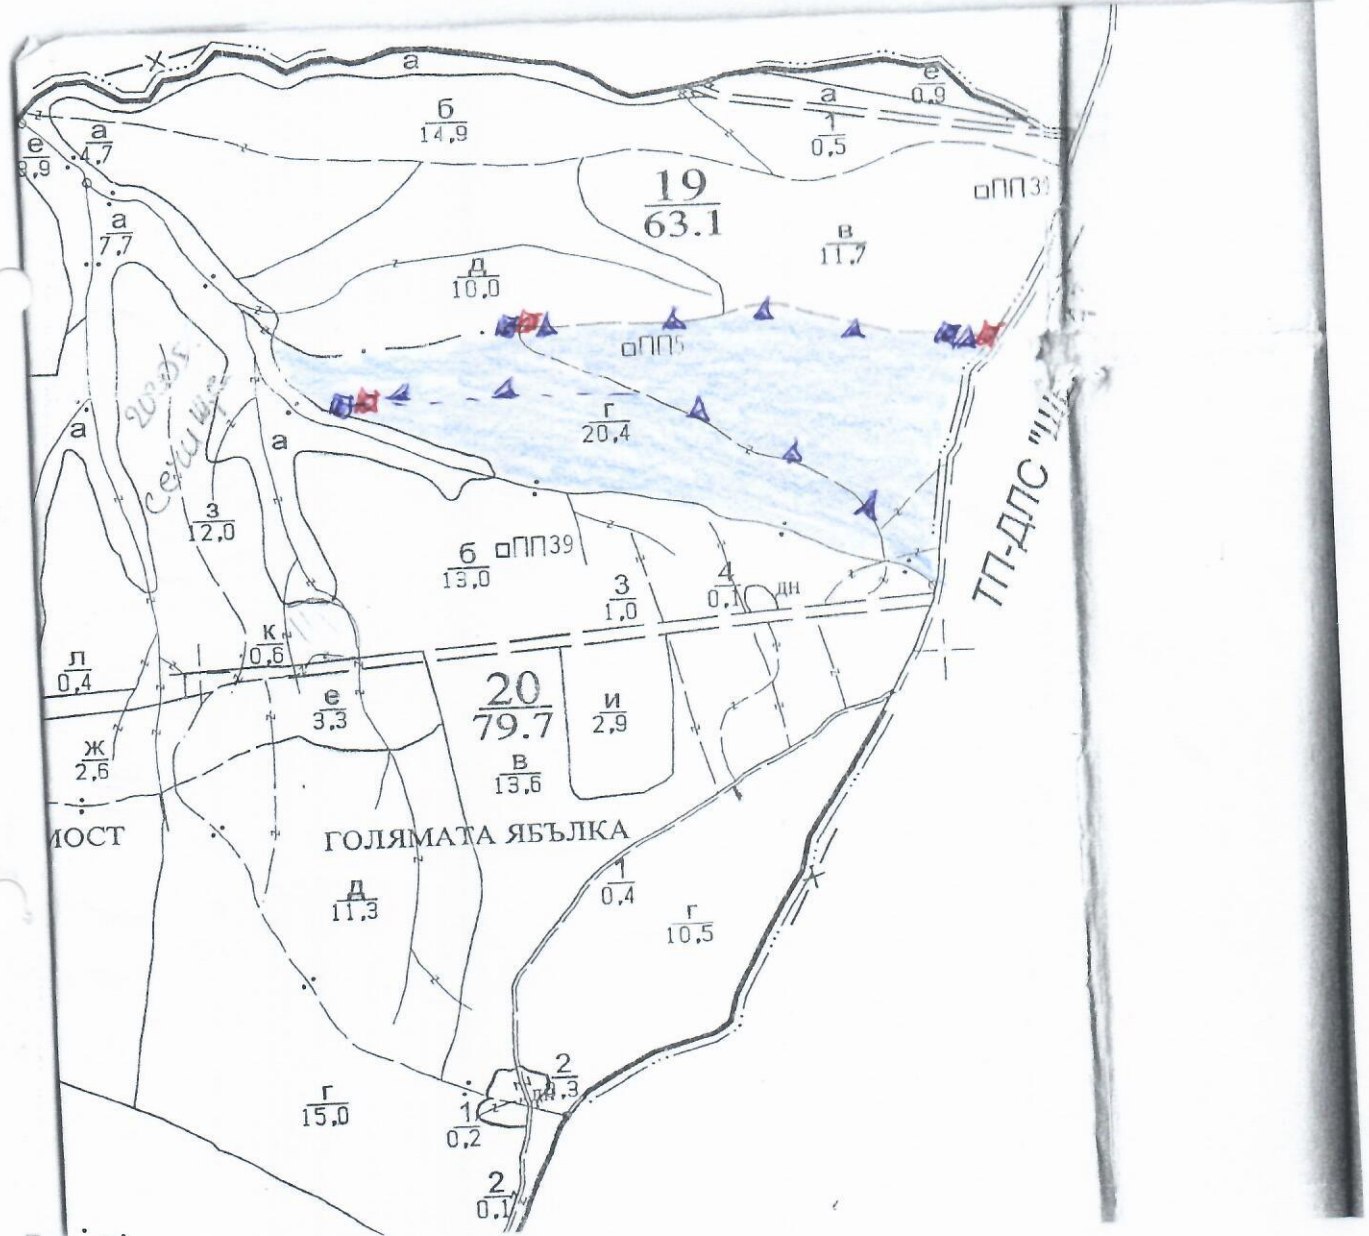 а
е
0.9
а
б
14,9
1
0,5
а
4,7
е
19
63.1
□ПП3
а
7,7
в
11,7
д
10,0
□ПП5
г
20,4
а
а
сечище
з
12,0
б
13,0
□ПП39
3
1,0
4
0,1
дн
ТП-ДЛС "Ш
к
0,6
л
0,4
е
3,3
20
79.7
и
2,9
ж
2,6
в
13,6
МОСТ
ГОЛЯМАТА ЯБЪЛКА
1
0,4
д
11,3
г
10,5
г
15,0
2
дн
1
0,2
2
0,1